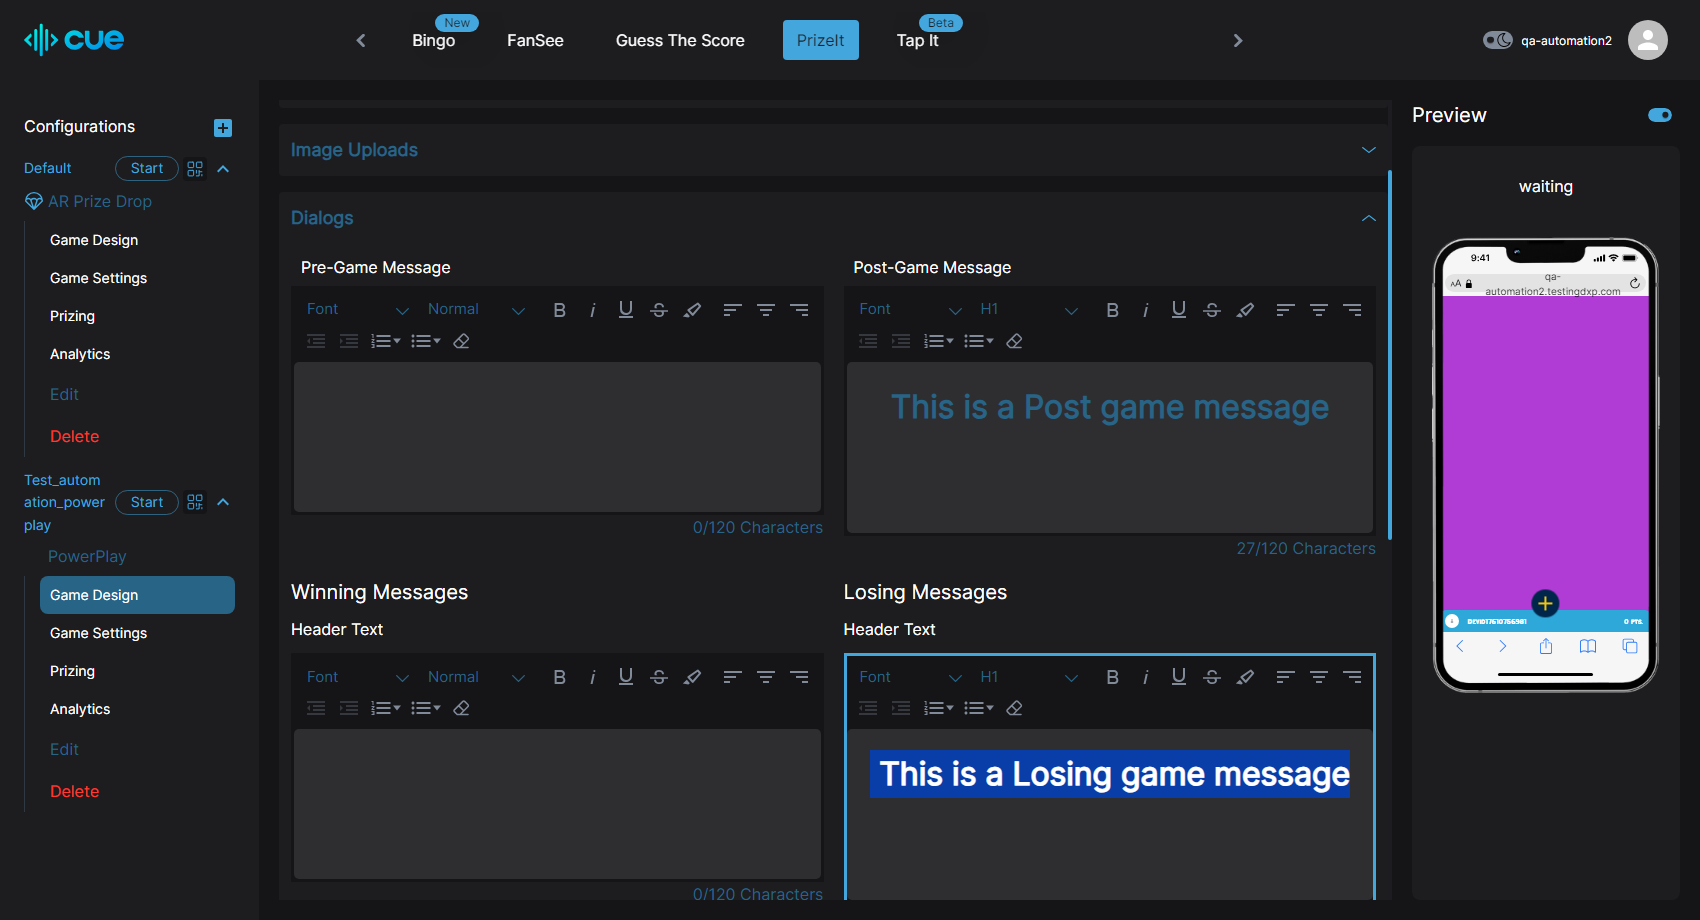 cue
New
Bingo
FanSee
Guess The Score
PrizeIt
Beta
Tap It
qa-automation2
Configurations
Default
Start
AR Prize Drop
Game Design
Game Settings
Prizing
Analytics
Edit
Delete
Test_autom
ation_power
play
Start
PowerPlay
Game Design
Game Settings
Prizing
Analytics
Edit
Delete
Image Uploads
Dialogs
Pre-Game Message
Font Normal B i U S
0/120 Characters
Post-Game Message
Font H1 B i U S
This is a Post game message
27/120 Characters
Winning Messages
Header Text
Font Normal B i U S
0/120 Characters
Losing Messages
Header Text
Font H1 B i U S
This is a Losing game message
Preview
waiting
9:41
AA
qa-
automation2.testingdxp.com
0 PTS.